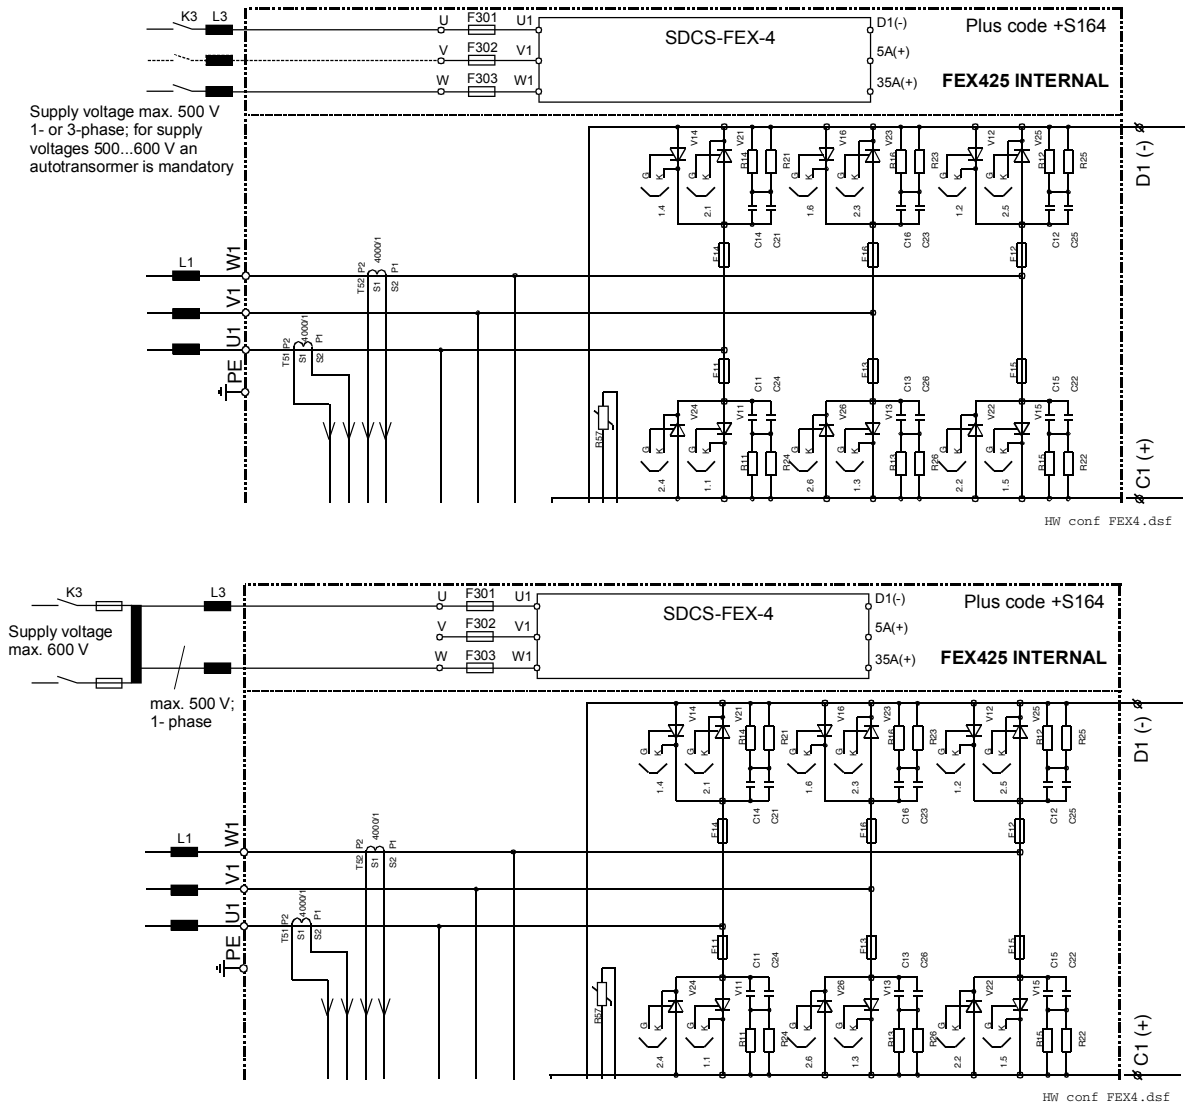 K3 L3
U F301 U1
D1(-)
Plus code +S164
SDCS-FEX-4
V F302 V1
5A(+)
W F303 W1
35A(+)
FEX425 INTERNAL
Supply voltage max. 500 V
1- or 3-phase; for supply
voltages 500...600 V an
autotransormer is mandatory
V14 V21 V16 V23 V12 V25
R14 R21 R16 R23 R12 R25
D1 (-)
G K G K G K G K G K G K
1.4 2.1 1.6 2.3 1.2 2.5
C14 C21 C16 C23 C12 C25
F14 F16 F12
L1 W1
T52 P2 4000/1 S1 P1 S2
V1
U1
T51 P2 4000/1 S1 P1 S2
PE
F11 F13 F15
C11 C24 C13 C26 C15 C22
R57
V24 V11 V26 V13 V22 V15
G K G K G K G K G K G K
R11 R24 R13 R26 R15 R22
2.4 1.1 2.6 1.3 2.2 1.5
C1 (+)
HW conf FEX4.dsf
K3 L3
U F301 U1
D1(-)
Plus code +S164
SDCS-FEX-4
Supply voltage
max. 600 V
V F302 V1
5A(+)
W F303 W1
35A(+)
FEX425 INTERNAL
max. 500 V;
1- phase
V14 V21 V16 V23 V12 V25
R14 R21 R16 R23 R12 R25
D1 (-)
G K G K G K G K G K G K
1.4 2.1 1.6 2.3 1.2 2.5
C14 C21 C16 C23 C12 C25
F14 F16 F12
L1 W1
T52 P2 4000/1 S1 P1 S2
V1
U1
T51 P2 4000/1 S1 P1 S2
PE
F11 F13 F15
C11 C24 C13 C26 C15 C22
R57
V24 V11 V26 V13 V22 V15
G K G K G K G K G K G K
R11 R24 R13 R26 R15 R22
2.4 1.1 2.6 1.3 2.2 1.5
C1 (+)
HW conf FEX4.dsf